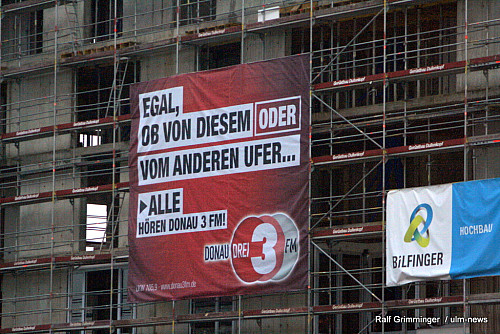 EGAL,
OB VON DIESEM ODER
VOM ANDEREN UFER...
ALLE
HÖREN DONAU 3 FM!
DONAU DREI 3 FM
www.donau3fm.de
BILFINGER
HOCHBAU
Ralf Grimminger / ulm-news